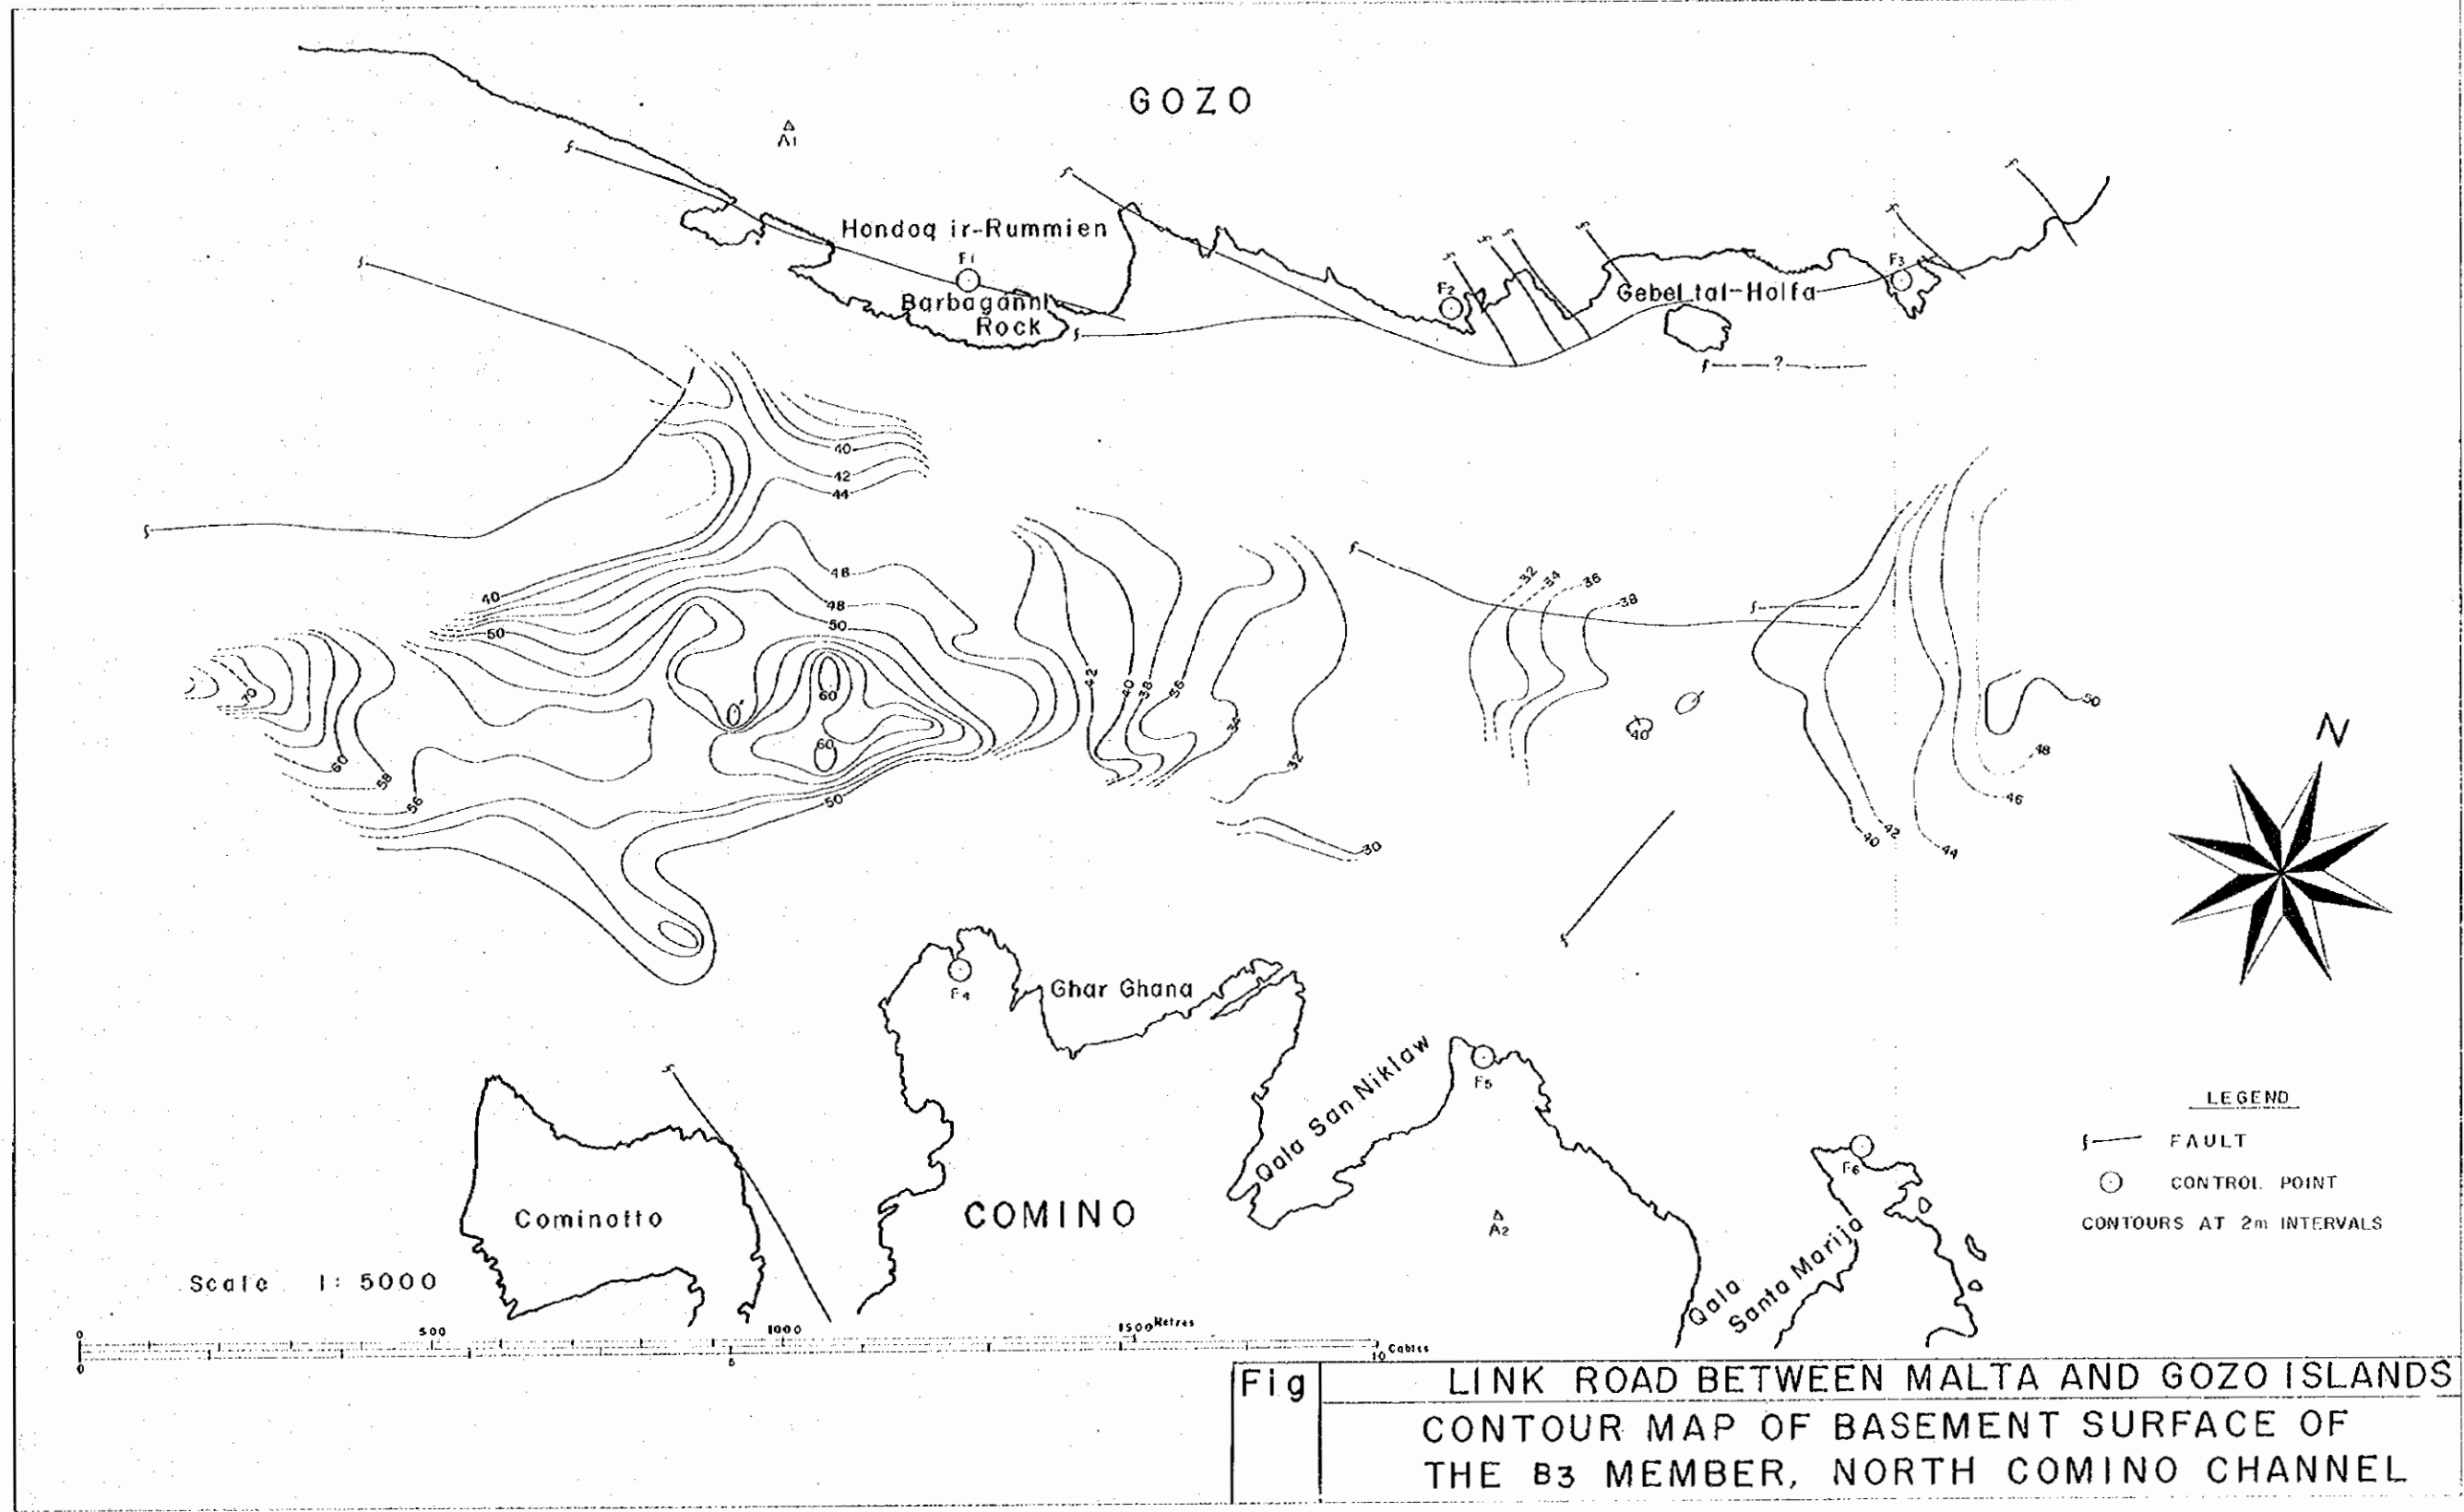 GOZO
A1
Hondoq ir-Rummien
F1
Barbaganni
Rock
F2
F3
Gebel tal-Holfa
?
40
42
44
46
48
50
40
50
60
60
50
70
60
58
56
42
40
38
36
34
32
30
32
34
36
38
40
50
48
46
40
42
44
N
F4
Ghar Ghana
Qala San Niklaw
F5
F6
Cominotto
COMINO
A2
Qala
Santa Marija
LEGEND
f FAULT
CONTROL POINT
CONTOURS AT 2m INTERVALS
Scale 1: 5000
0 500 1000 1500 Metres
0 5 10 Cables
Fig
LINK ROAD BETWEEN MALTA AND GOZO ISLANDS
CONTOUR MAP OF BASEMENT SURFACE OF
THE B3 MEMBER, NORTH COMINO CHANNEL